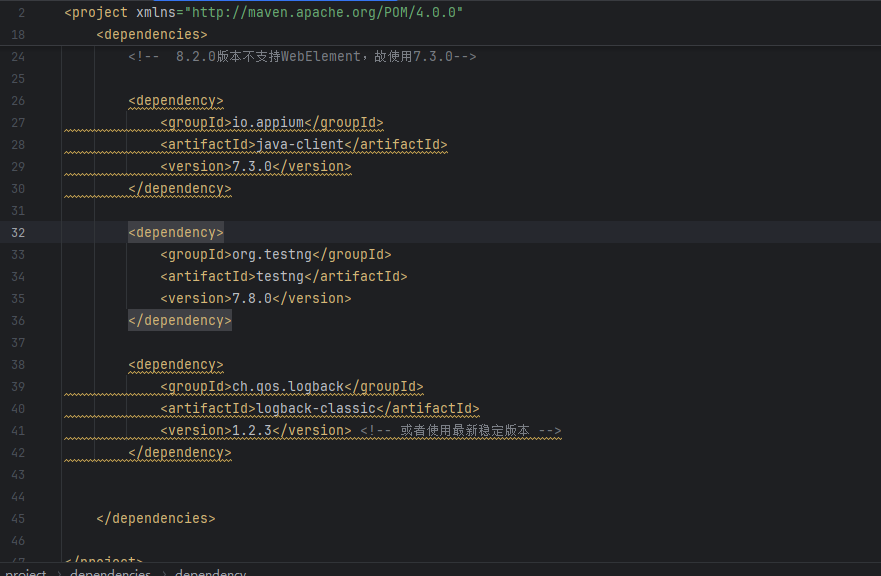 2 <project xmlns="http://maven.apache.org/POM/4.0.0"
18 <dependencies>
24 <!--  8.2.0版本不支持WebElement，故使用7.3.0-->
25
26 <dependency>
27 <groupId>io.appium</groupId>
28 <artifactId>java-client</artifactId>
29 <version>7.3.0</version>
30 </dependency>
31
32 <dependency>
33 <groupId>org.testng</groupId>
34 <artifactId>testng</artifactId>
35 <version>7.8.0</version>
36 </dependency>
37
38 <dependency>
39 <groupId>ch.qos.logback</groupId>
40 <artifactId>logback-classic</artifactId>
41 <version>1.2.3</version> <!-- 或者使用最新稳定版本 -->
42 </dependency>
43
44
45 </dependencies>
46
47 </project>
project > dependencies > dependency